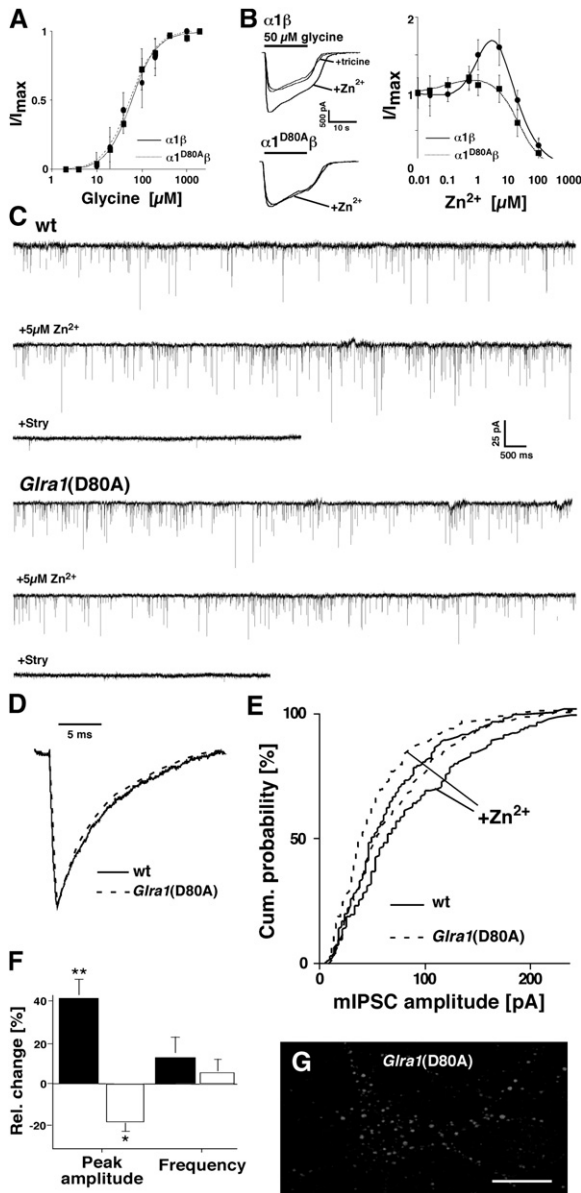 A
I/Imax
1
0.5
0
1
10
100
1000
Glycine [µM]
α1β
α1D80Aβ
B
α1β
50 µM glycine
+tricine
+Zn2+
500 pA
10 s
α1D80Aβ
+Zn2+
I/Imax
2
1
0
0.01
0.1
1
10
100
1000
Zn2+ [µM]
α1β
α1D80Aβ
C
wt
+5µM Zn2+
+Stry
25 pA
500 ms
Glra1(D80A)
+5µM Zn2+
+Stry
D
5 ms
wt
Glra1(D80A)
E
Cum. probability [%]
100
50
0
0
100
200
mIPSC amplitude [pA]
+Zn2+
wt
Glra1(D80A)
F
Rel. change [%]
40
20
0
-20
**
*
Peak
amplitude
Frequency
G
Glra1(D80A)